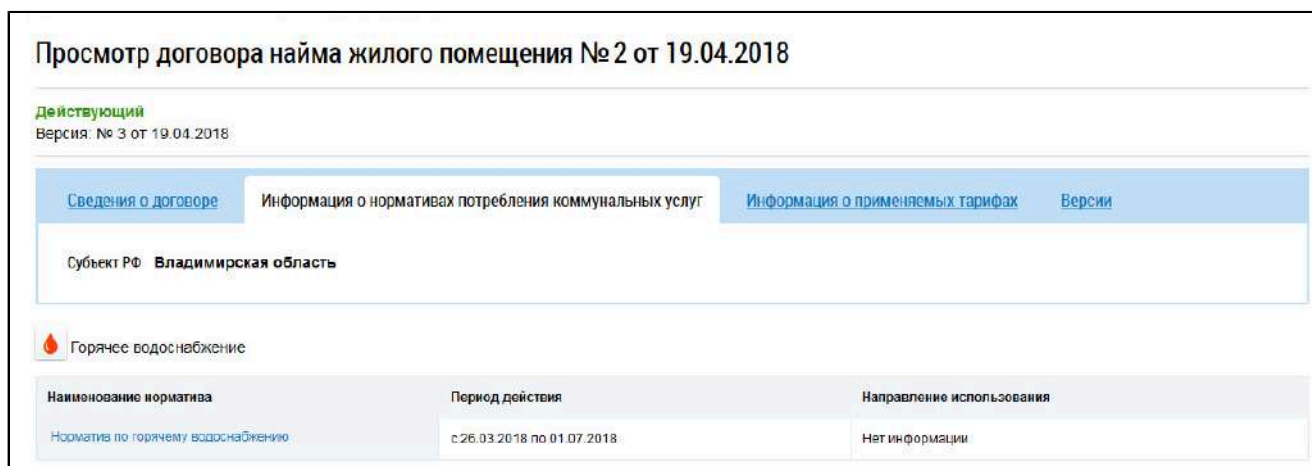 Просмотр договора найма жилого помещения № 2 от 19.04.2018
Действующий
Версия: № 3 от 19.04.2018
Сведения о договоре Информация о нормативах потребления коммунальных услуг Информация о применяемых тарифах Версии
Субъект РФ Владимирская область
Горячее водоснабжение
Наименование норматива Период действия Направление использования
Норматив по горячему водоснабжению с 26.03.2018 по 01.07.2018 Нет информации